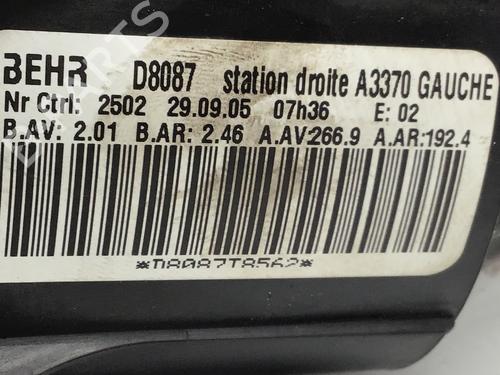 BEHR D8087 station droite A3370 GAUCHE
Nr Ctrl: 2502 29.09.05 07h36 E: 02
B.AV: 2.01 B.AR: 2.46 A.AV:266.9 A.AR:192.4
*D8087T8562*